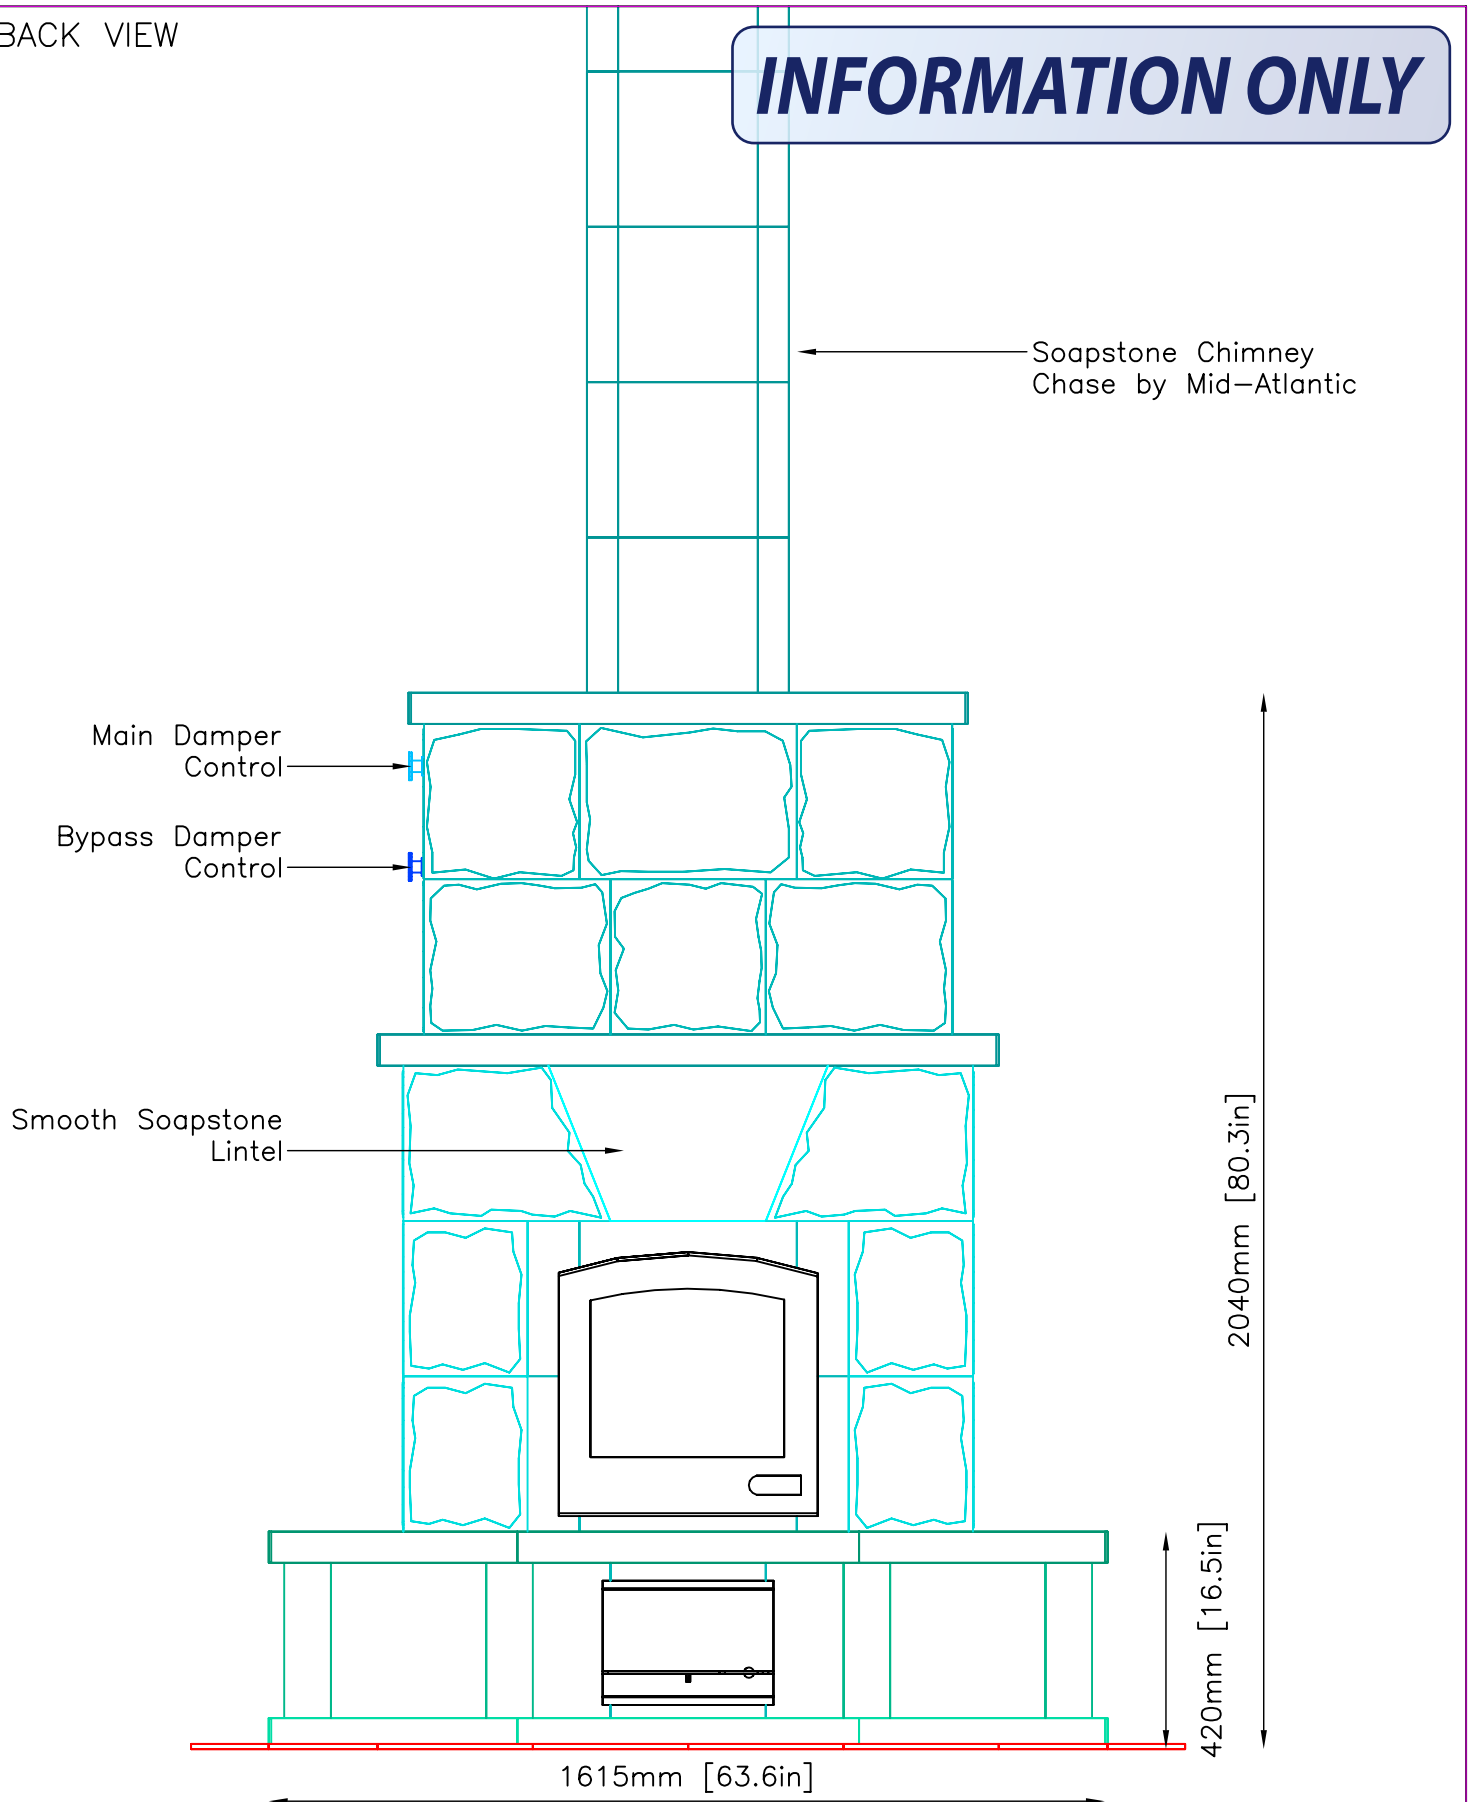 BACK VIEW
INFORMATION ONLY
Soapstone Chimney
Chase by Mid-Atlantic
Main Damper
Control
Bypass Damper
Control
Smooth Soapstone
Lintel
2040mm [80.3in]
420mm [16.5in]
1615mm [63.6in]